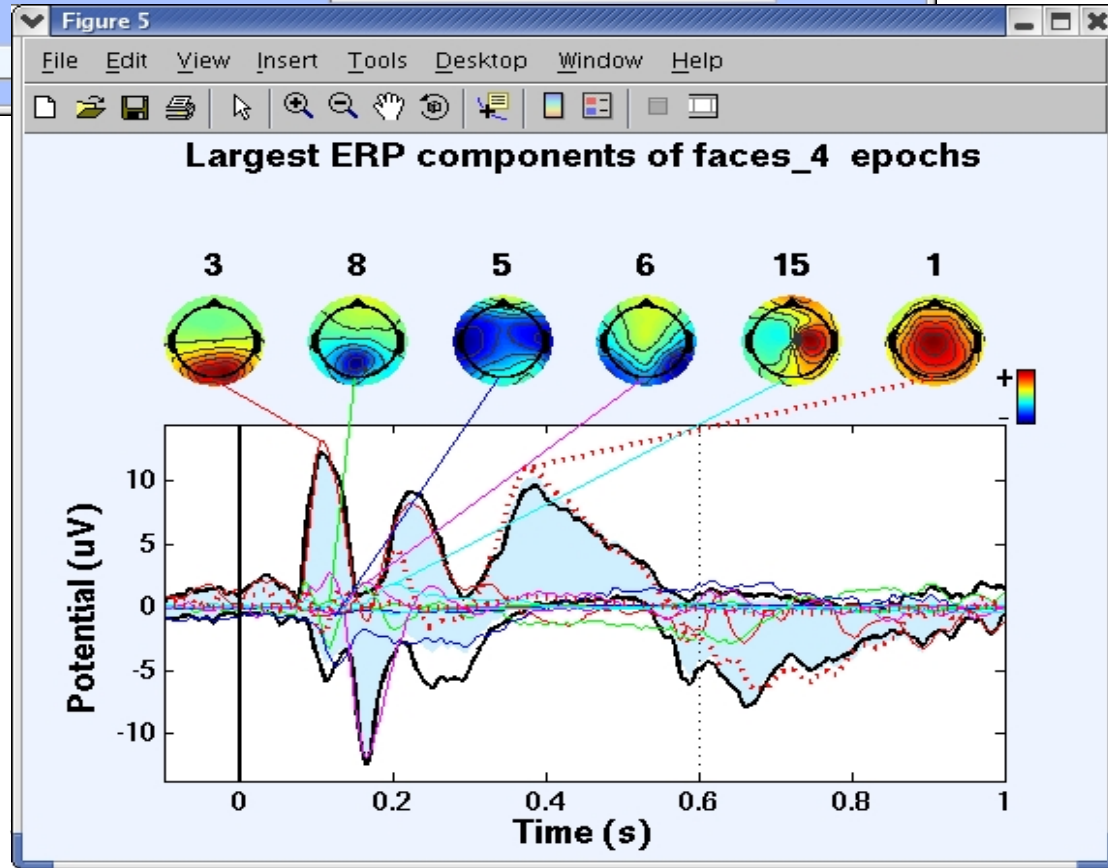 Figure 5
File Edit View Insert Tools Desktop Window Help
Largest ERP components of faces_4 epochs
3 8 5 6 15 1
+
-
10
5
0
-5
-10
Potential (uV)
0 0.2 0.4 0.6 0.8 1
Time (s)